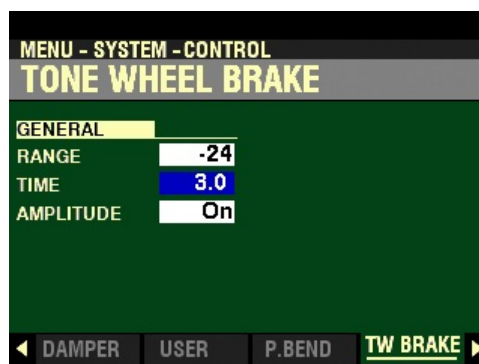 MENU - SYSTEM - CONTROL
TONE WHEEL BRAKE
GENERAL
RANGE -24
TIME 3.0
AMPLITUDE On
DAMPER USER P.BEND TW BRAKE